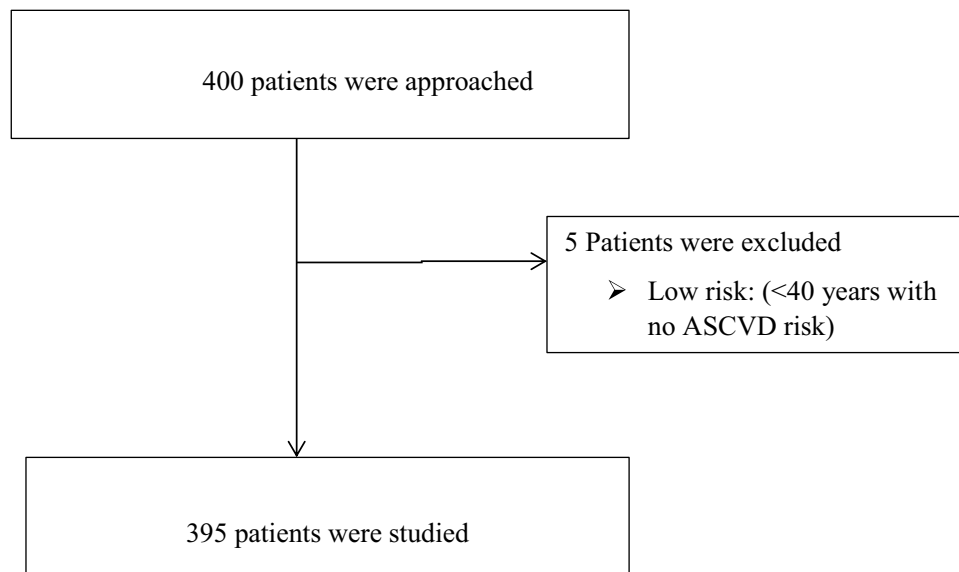 400 patients were approached
5 Patients were excluded
➢ Low risk: (<40 years with
no ASCVD risk)
395 patients were studied